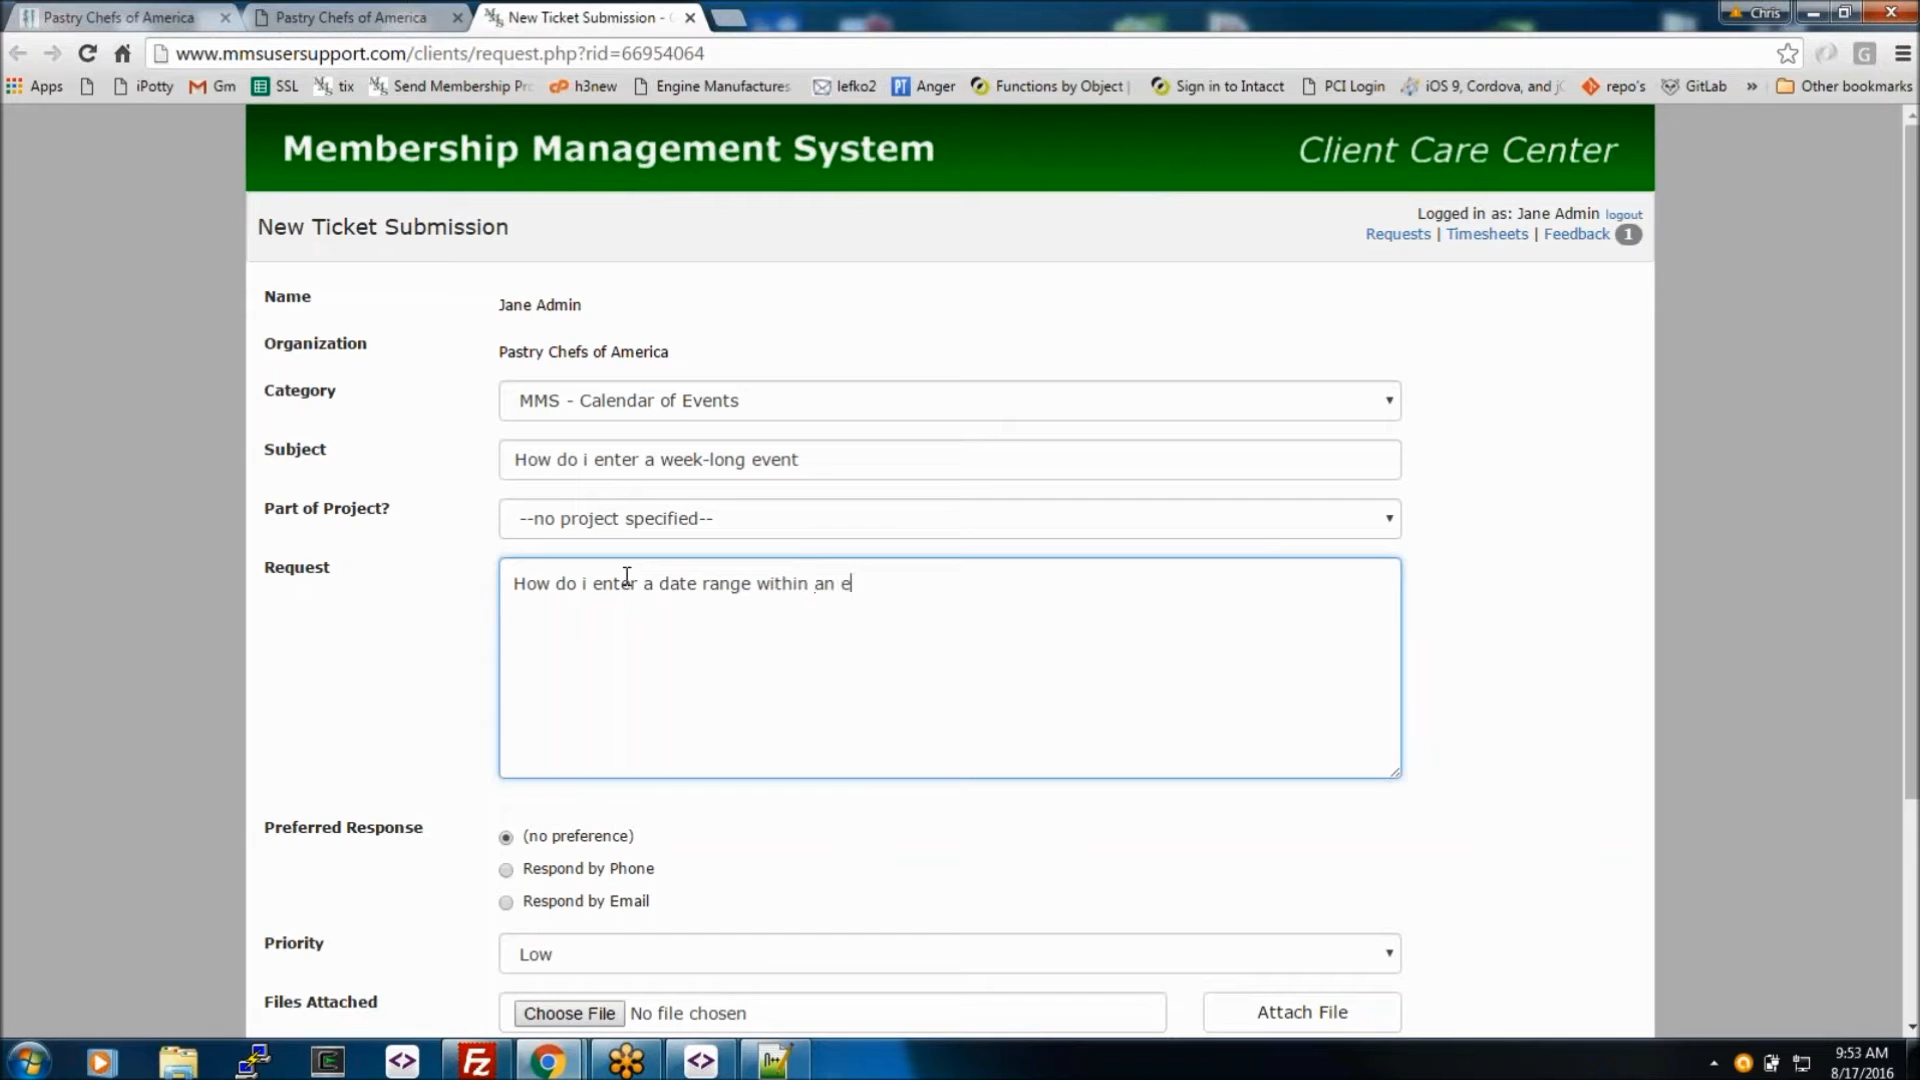 Pastry Chefs of America
Pastry Chefs of America
New Ticket Submission -
Chris
www.mmsusersupport.com/clients/request.php?rid=66954064
Apps
iPotty
Gm
SSL
tix
Send Membership Pr
h3new
Engine Manufactures
lefko2
Anger
Functions by Object
Sign in to Intacct
PCI Login
iOS 9, Cordova, and j
repo's
GitLab
»
Other bookmarks
Membership Management System
Client Care Center
New Ticket Submission
Logged in as: Jane Admin logout
Requests | Timesheets | Feedback 1
Name
Jane Admin
Organization
Pastry Chefs of America
Category
MMS - Calendar of Events
Subject
How do i enter a week-long event
Part of Project?
--no project specified--
Request
How do i enter a date range within an e
Preferred Response
(no preference)
Respond by Phone
Respond by Email
Priority
Low
Files Attached
Choose File No file chosen
Attach File
9:53 AM
8/17/2016